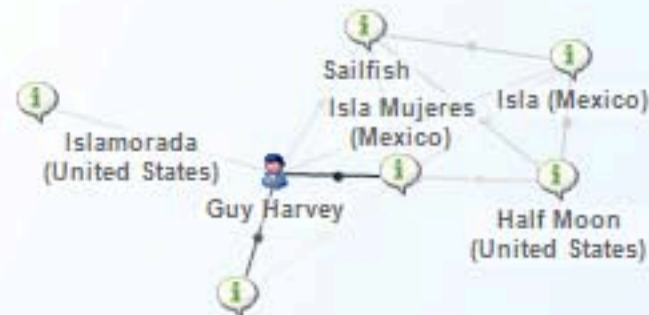 Sailfish
Isla (Mexico)
Isla Mujeres
(Mexico)
Islamorada
(United States)
Guy Harvey
Half Moon
(United States)